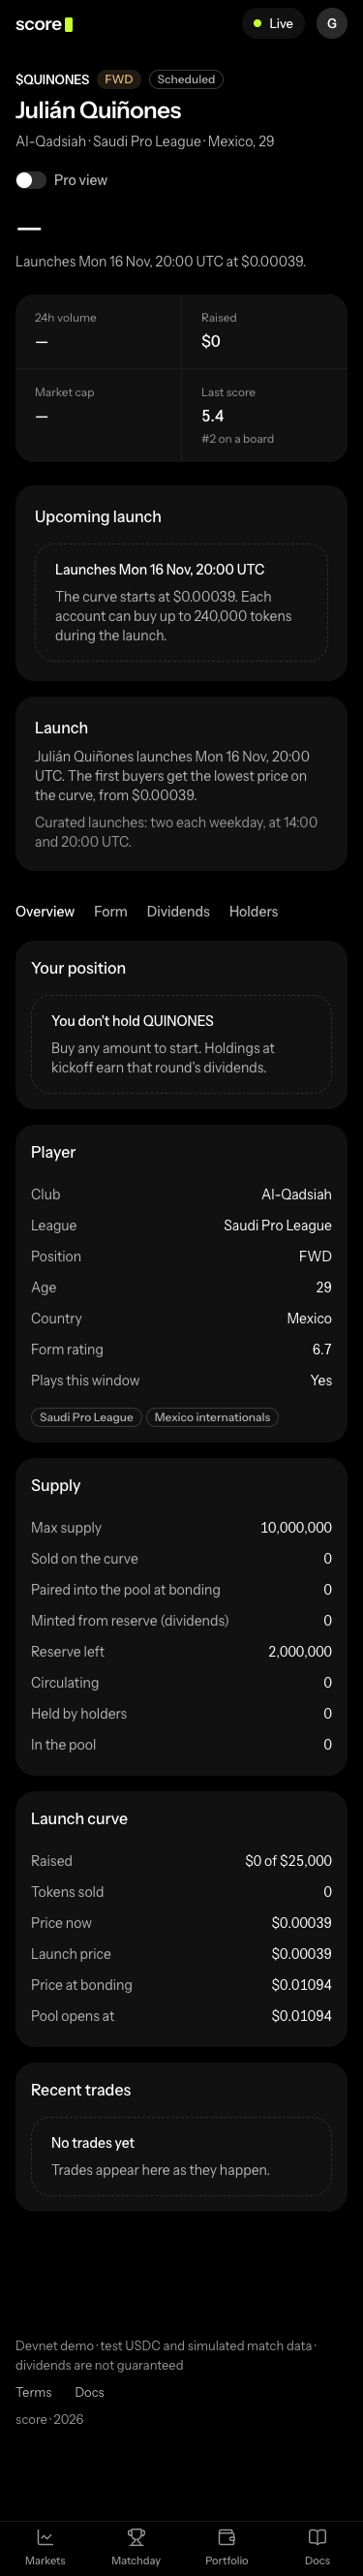 score
Live
G
$QUINONES FWD Scheduled
Julián Quiñones
Al-Qadsiah · Saudi Pro League · Mexico, 29
Pro view
—
Launches Mon 16 Nov, 20:00 UTC at $0.00039.
24h volume
—
Raised
$0
Market cap
—
Last score
5.4
#2 on a board
Upcoming launch
Launches Mon 16 Nov, 20:00 UTC
The curve starts at $0.00039. Each
account can buy up to 240,000 tokens
during the launch.
Launch
Julián Quiñones launches Mon 16 Nov, 20:00
UTC. The first buyers get the lowest price on
the curve, from $0.00039.
Curated launches: two each weekday, at 14:00
and 20:00 UTC.
Overview Form Dividends Holders
Your position
You don't hold QUINONES
Buy any amount to start. Holdings at
kickoff earn that round's dividends.
Player
Club Al-Qadsiah
League Saudi Pro League
Position FWD
Age 29
Country Mexico
Form rating 6.7
Plays this window Yes
Saudi Pro League Mexico internationals
Supply
Max supply 10,000,000
Sold on the curve 0
Paired into the pool at bonding 0
Minted from reserve (dividends) 0
Reserve left 2,000,000
Circulating 0
Held by holders 0
In the pool 0
Launch curve
Raised $0 of $25,000
Tokens sold 0
Price now $0.00039
Launch price $0.00039
Price at bonding $0.01094
Pool opens at $0.01094
Recent trades
No trades yet
Trades appear here as they happen.
Devnet demo · test USDC and simulated match data ·
dividends are not guaranteed
Terms Docs
score · 2026
Markets Matchday Portfolio Docs